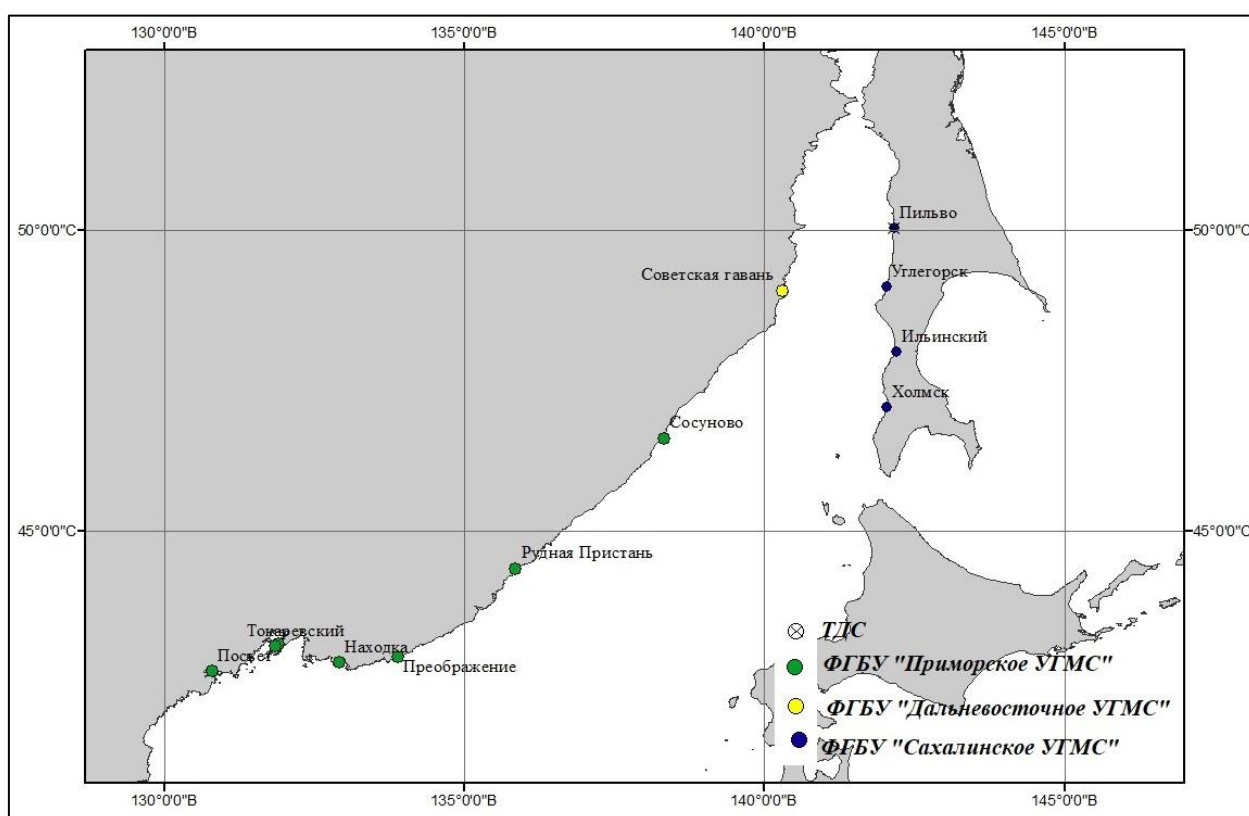 130°0'0"В
135°0'0"В
140°0'0"В
145°0'0"В
Пильво
50°0'0"С
50°0'0"С
Советская гавань
Углегорск
Ильинский
Холмск
Сосуново
45°0'0"С
45°0'0"С
Рудная Пристань
Токаревский
Находка
Посьет
Преображение
ТДС
ФГБУ "Приморское УГМС"
ФГБУ "Дальневосточное УГМС"
ФГБУ "Сахалинское УГМС"
130°0'0"В
135°0'0"В
140°0'0"В
145°0'0"В